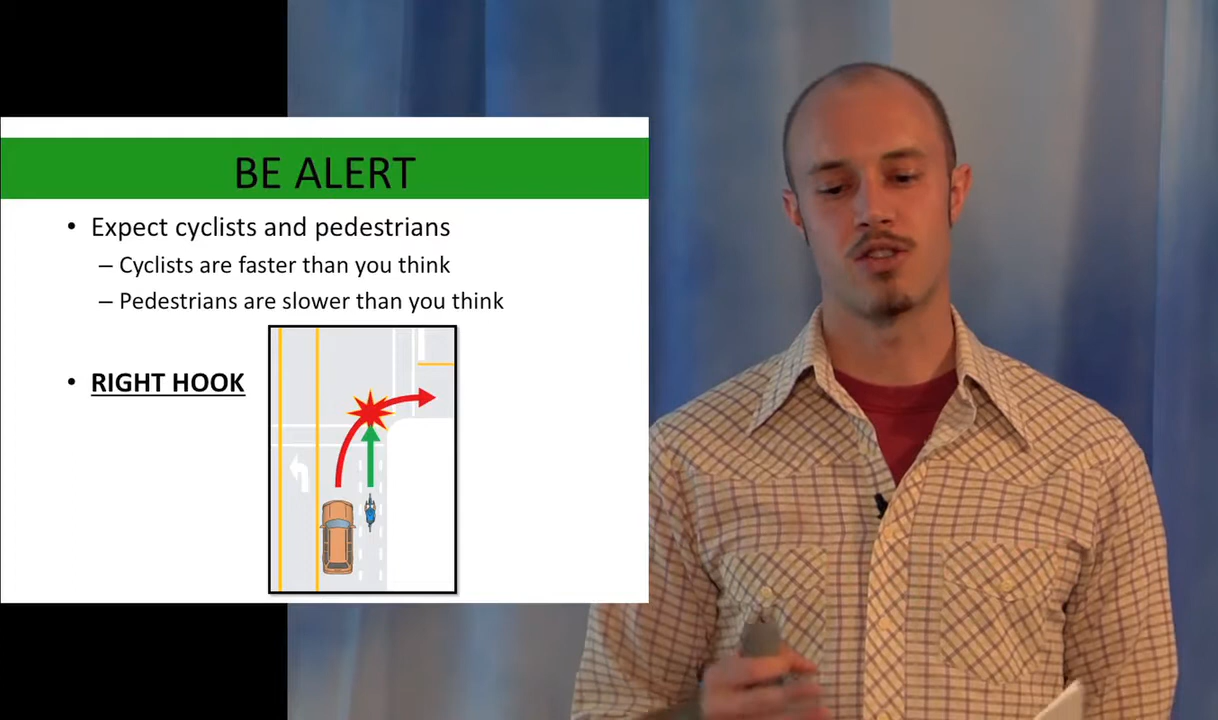 BE ALERT
• Expect cyclists and pedestrians
– Cyclists are faster than you think
– Pedestrians are slower than you think
• RIGHT HOOK